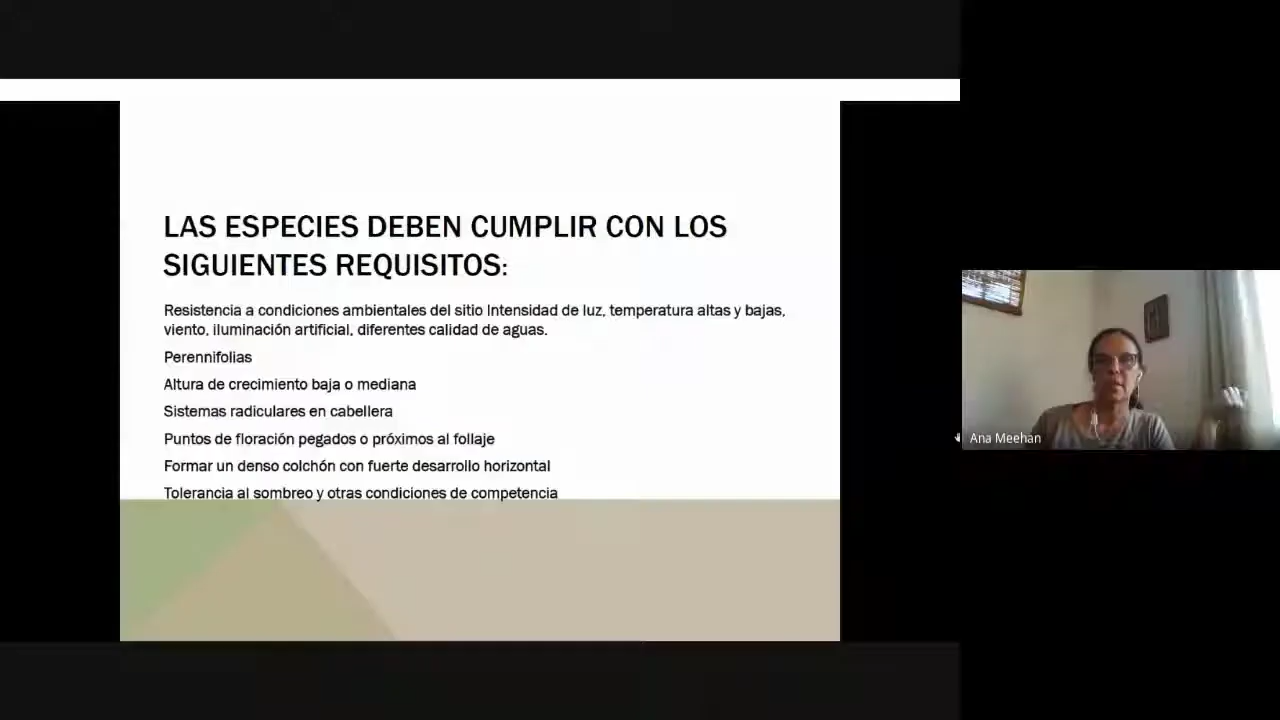 LAS ESPECIES DEBEN CUMPLIR CON LOS
SIGUIENTES REQUISITOS:
Resistencia a condiciones ambientales del sitio Intensidad de luz, temperatura altas y bajas,
viento, iluminación artificial, diferentes calidad de aguas.
Perennifolias
Altura de crecimiento baja o mediana
Sistemas radiculares en cabellera
Puntos de floración pegados o próximos al follaje
Formar un denso colchón con fuerte desarrollo horizontal
Tolerancia al sombreo y otras condiciones de competencia
Ana Meehan